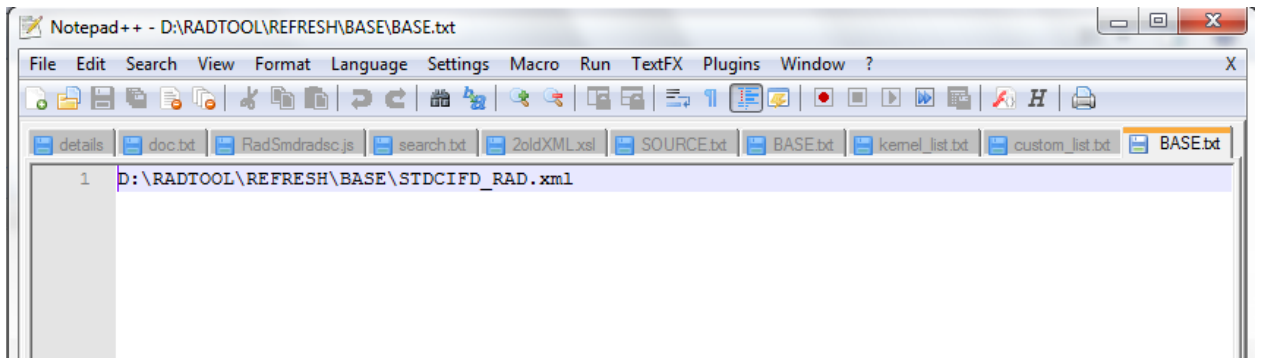 Notepad++ - D:\RADTOOL\REFRESH\BASE\BASE.txt
File Edit Search View Format Language Settings Macro Run TextFX Plugins Window ? X
details doc.txt RadSmdradsc.js search.txt 2oldXML.xsl SOURCE.txt BASE.txt kernel_list.txt custom_list.txt BASE.txt
1 D:\RADTOOL\REFRESH\BASE\STDCIFD_RAD.xml